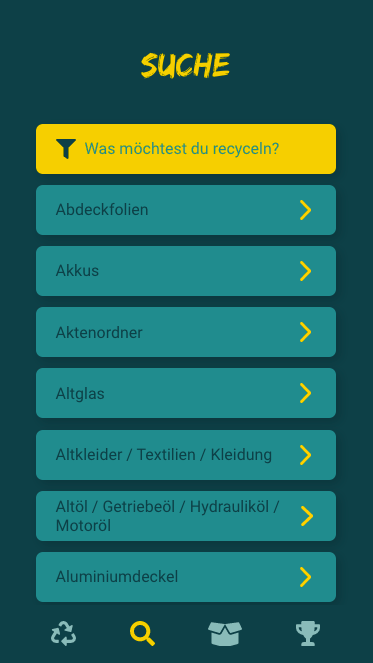 SUCHE
Was möchtest du recyceln?
Abdeckfolien
Akkus
Aktenordner
Altglas
Altkleider / Textilien / Kleidung
Altöl / Getriebeöl / Hydrauliköl /
Motoröl
Aluminiumdeckel